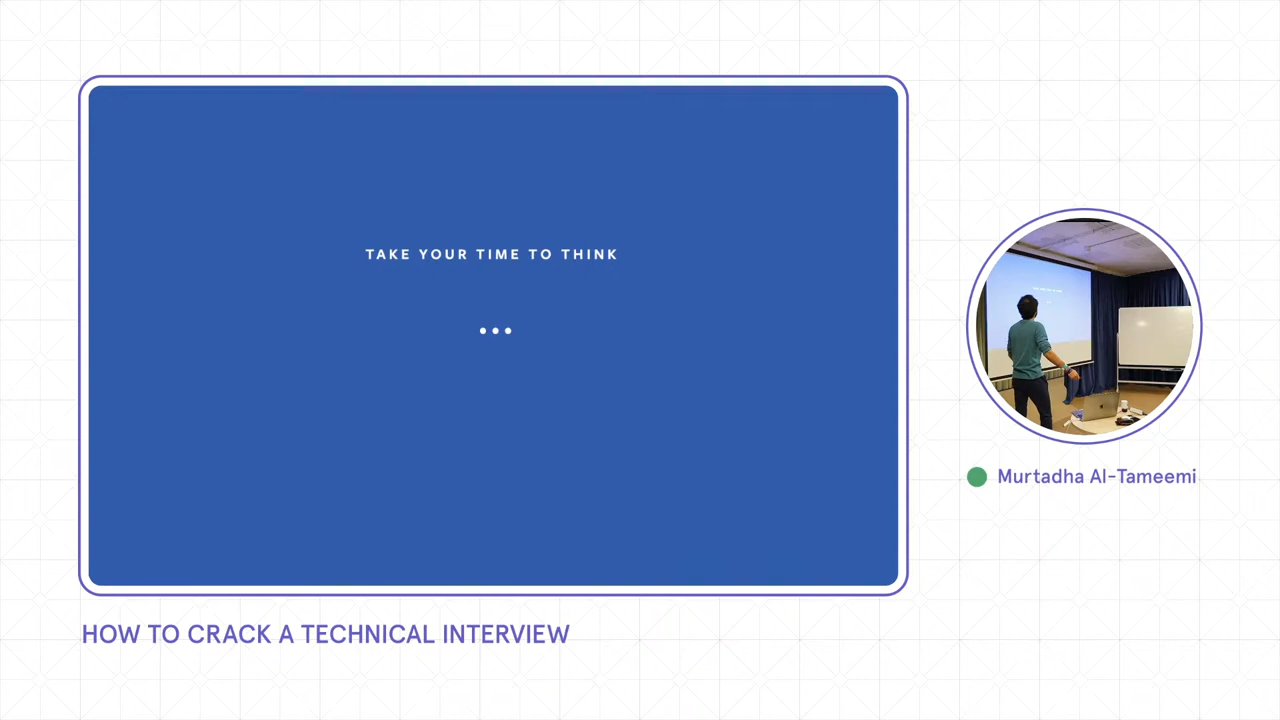 TAKE YOUR TIME TO THINK
...
Murtadha Al-Tameemi
HOW TO CRACK A TECHNICAL INTERVIEW